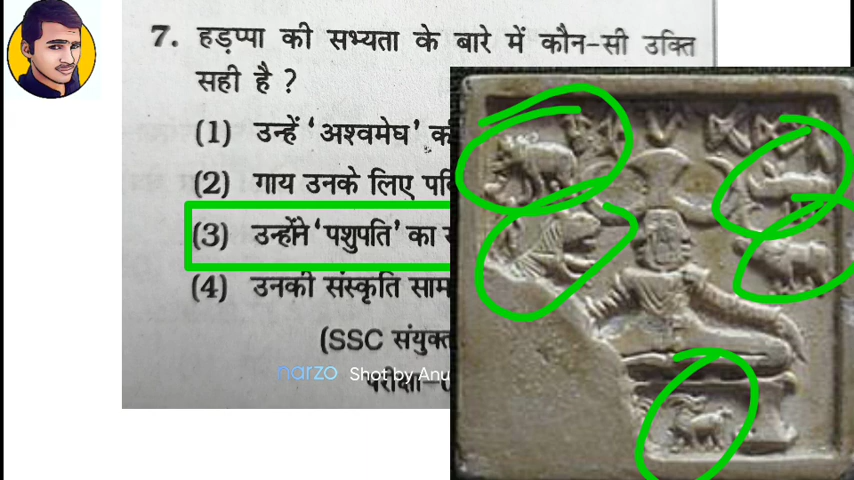 7. हड़प्पा की सभ्यता के बारे में कौन-सी उक्ति
सही है ?
(1) उन्हें ‘अश्वमेघ’
(2) गाय उनके लिए
(3) उन्होंने ‘पशुपति’ का
(4) उनकी संस्कृति
(SSC संयुक्त
narzo Shot by